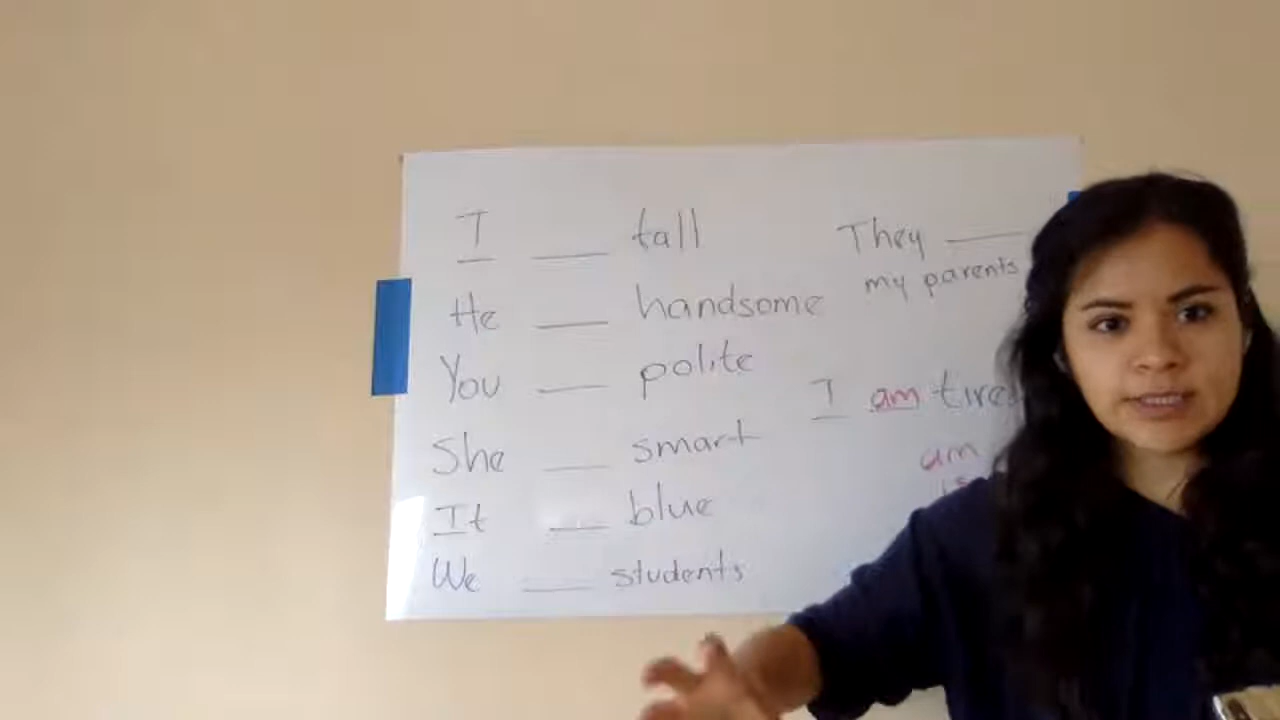 I ___ tall
He ___ handsome
You ___ polite
She ___ smart
It ___ blue
We ___ students
They ___
my parents
I am
am